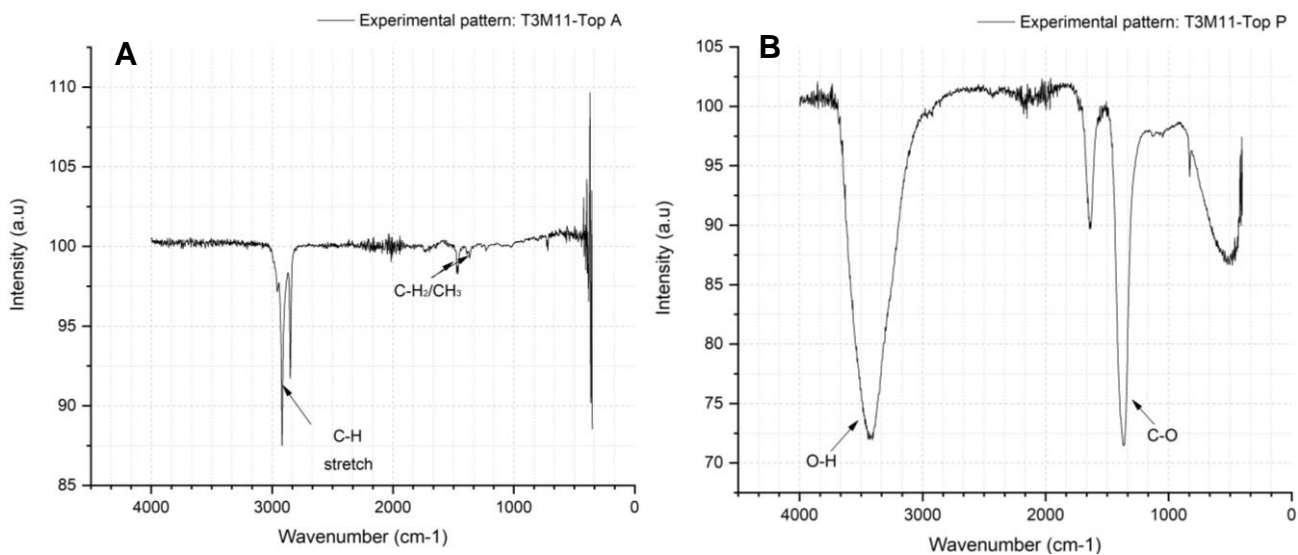 Experimental pattern: T3M11-Top A
A
110
105
100
95
90
85
Intensity (a.u)
C-H₂/CH₃
C-H
stretch
4000
3000
2000
1000
0
Wavenumber (cm-1)
Experimental pattern: T3M11-Top P
B
105
100
95
90
85
80
75
70
Intensity (a.u)
O-H
C-O
4000
3000
2000
1000
0
Wavenumber (cm-1)